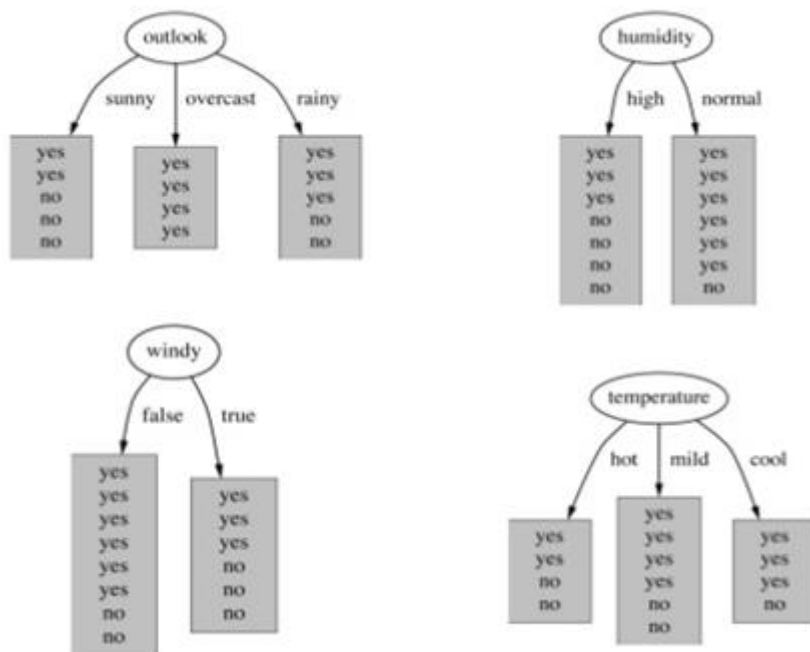 outlook
sunny overcast rainy
yes
yes
no
no
no
yes
yes
yes
yes
yes
yes
yes
no
no
humidity
high normal
yes
yes
yes
no
no
no
no
yes
yes
yes
yes
yes
yes
no
windy
false true
yes
yes
yes
yes
yes
yes
no
no
yes
yes
yes
no
no
no
temperature
hot mild cool
yes
yes
no
no
yes
yes
yes
yes
no
no
yes
yes
yes
no